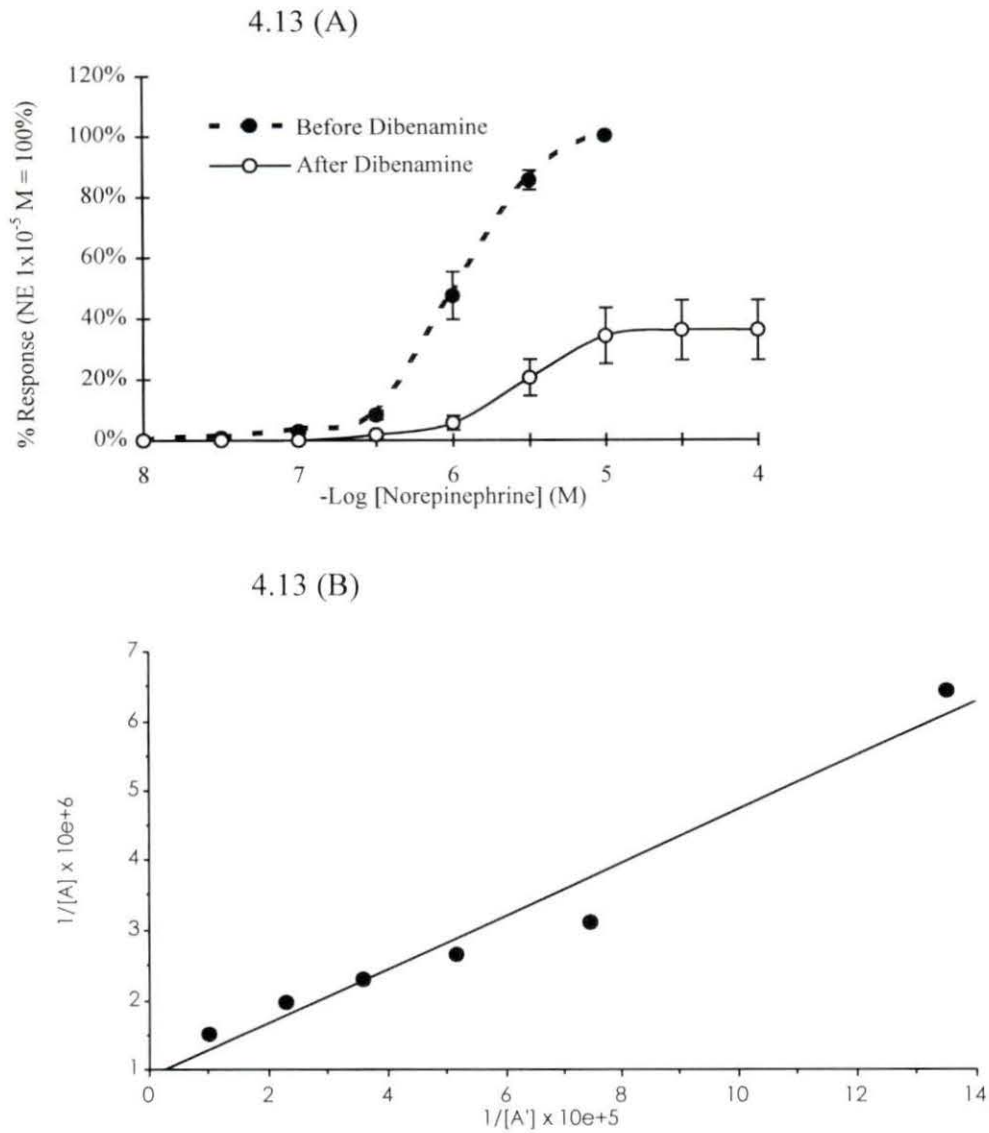 4.13 (A)
% Response (NE 1x10⁻⁵ M = 100%)
120%
100%
80%
60%
40%
20%
0%
Before Dibenamine
After Dibenamine
8 7 6 5 4
-Log [Norepinephrine] (M)
4.13 (B)
1/[A] x 10e+6
7
6
5
4
3
2
1
0 2 4 6 8 10 12 14
1/[A'] x 10e+5